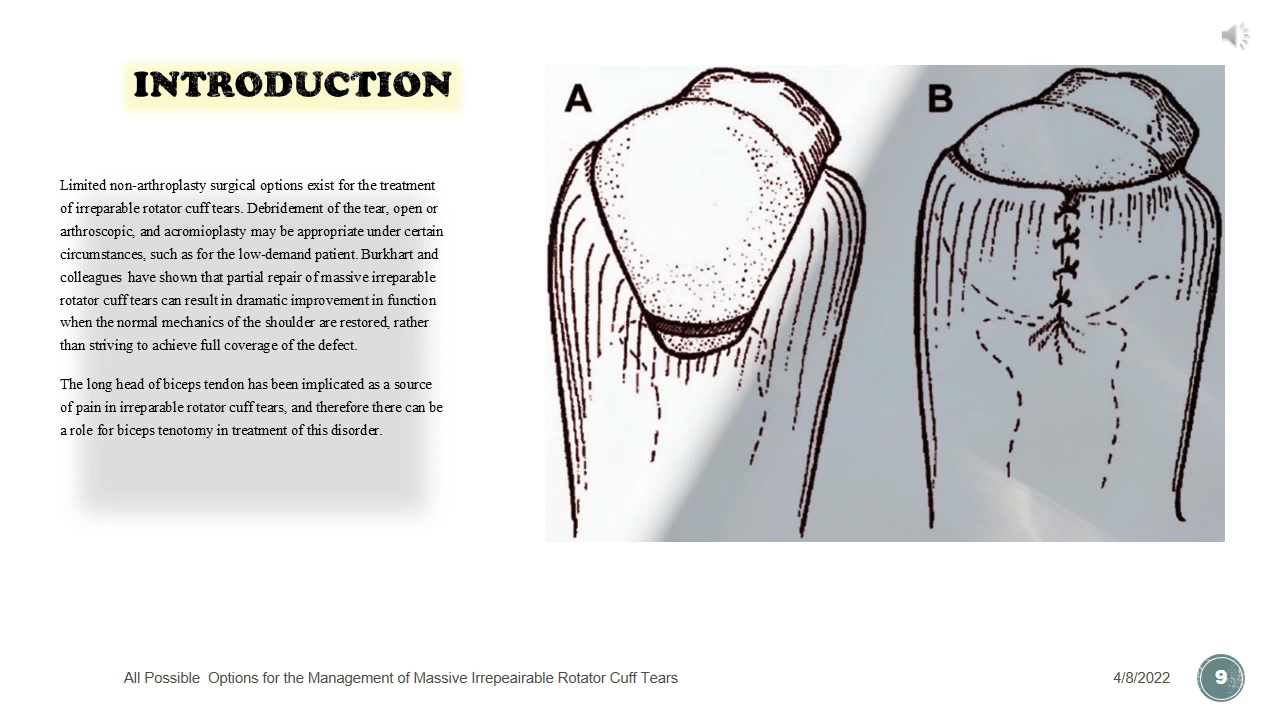 INTRODUCTION
Limited non-arthroplasty surgical options exist for the treatment
of irreparable rotator cuff tears. Debridement of the tear, open or
arthroscopic, and acromioplasty may be appropriate under certain
circumstances, such as for the low-demand patient. Burkhart and
colleagues have shown that partial repair of massive irreparable
rotator cuff tears can result in dramatic improvement in function
when the normal mechanics of the shoulder are restored, rather
than striving to achieve full coverage of the defect.
The long head of biceps tendon has been implicated as a source
of pain in irreparable rotator cuff tears, and therefore there can be
a role for biceps tenotomy in treatment of this disorder.
A
B
All Possible Options for the Management of Massive Irrepeairable Rotator Cuff Tears
4/8/2022
9